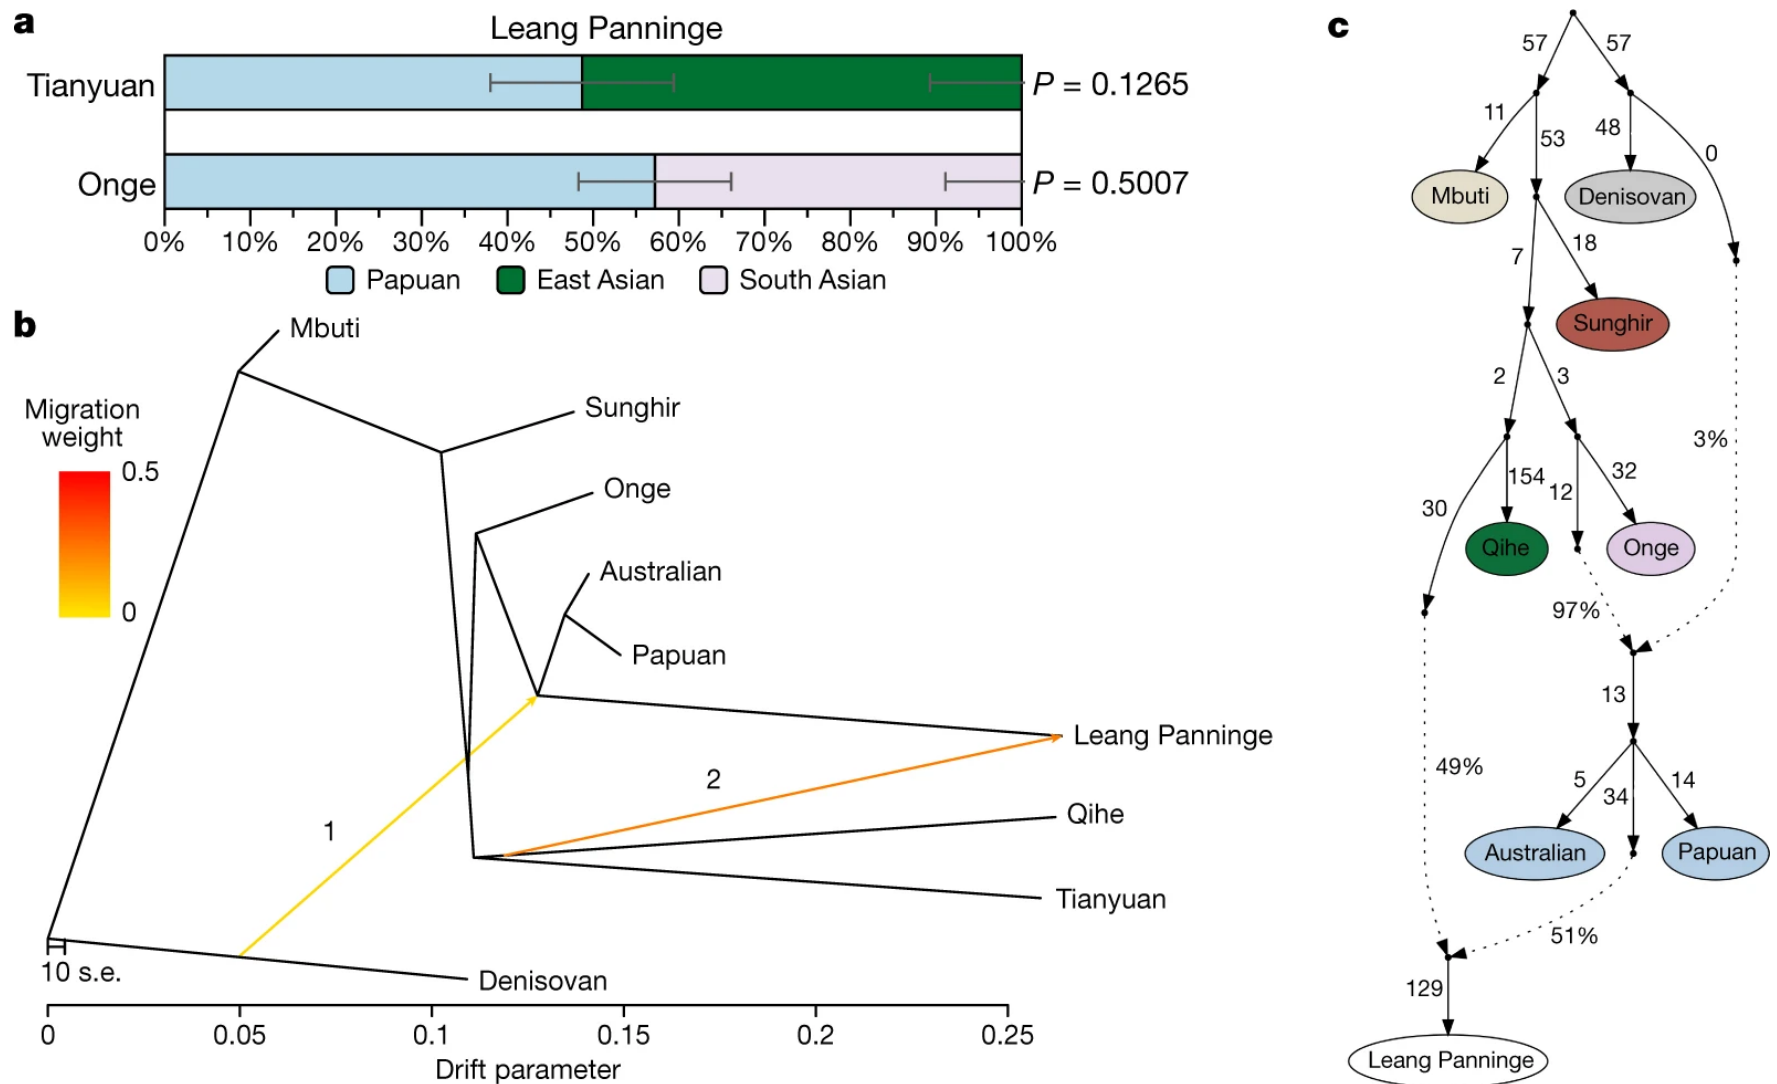 a
Leang Panninge
Tianyuan
P = 0.1265
Onge
P = 0.5007
0% 10% 20% 30% 40% 50% 60% 70% 80% 90% 100%
Papuan East Asian South Asian
b
Mbuti
Sunghir
Onge
Australian
Papuan
Leang Panninge
Qihe
Tianyuan
Denisovan
Migration
weight
0.5
0
1
2
10 s.e.
0 0.05 0.1 0.15 0.2 0.25
Drift parameter
c
57 57
11 53 48 0
Mbuti Denisovan
7 18
Sunghir
2 3
3%
30 154 12 32
Qihe Onge
97%
13
49% 5 34 14
Australian Papuan
51%
129
Leang Panninge